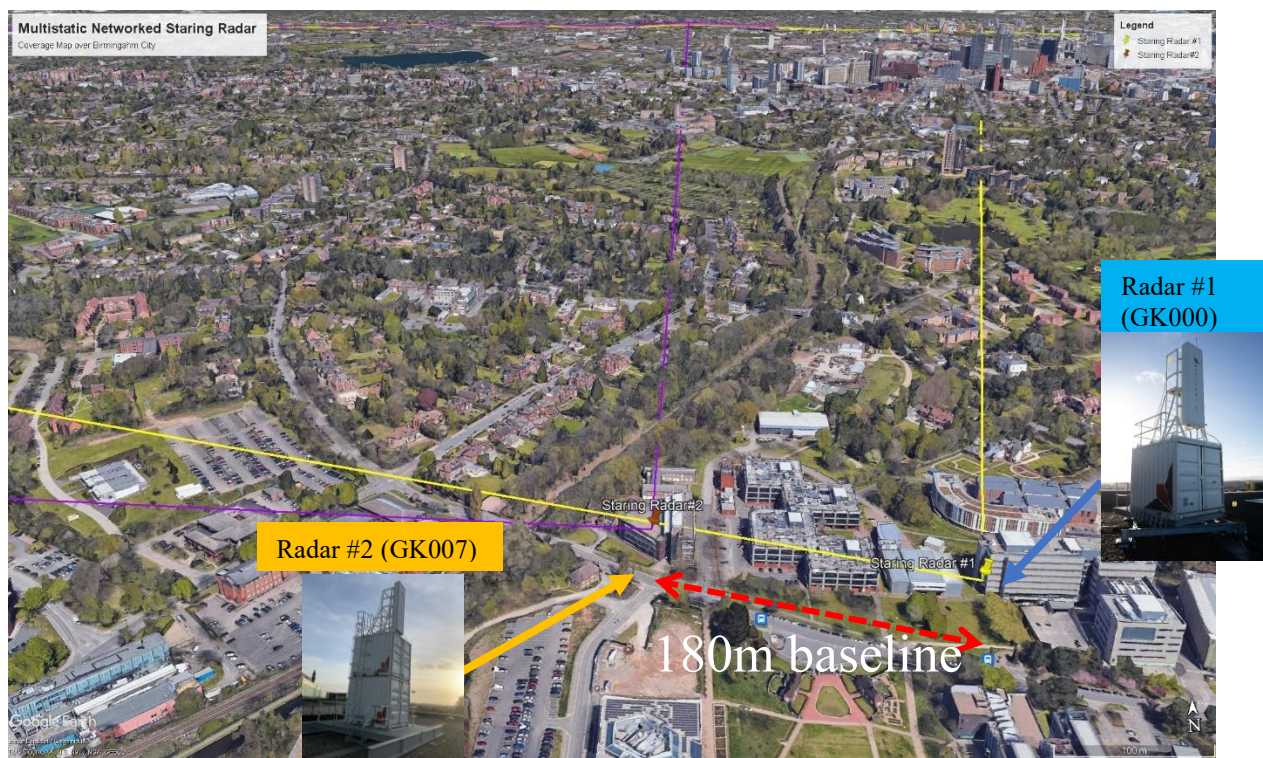 Multistatic Networked Staring Radar
Coverage Map over Birmingahm City
Legend
Staring Radar #1
Staring Radar#2
Radar #1
(GK000)
Staring Radar#2
Radar #2 (GK007)
Staring Radar #1
180m baseline
Google Earth
N
100 m